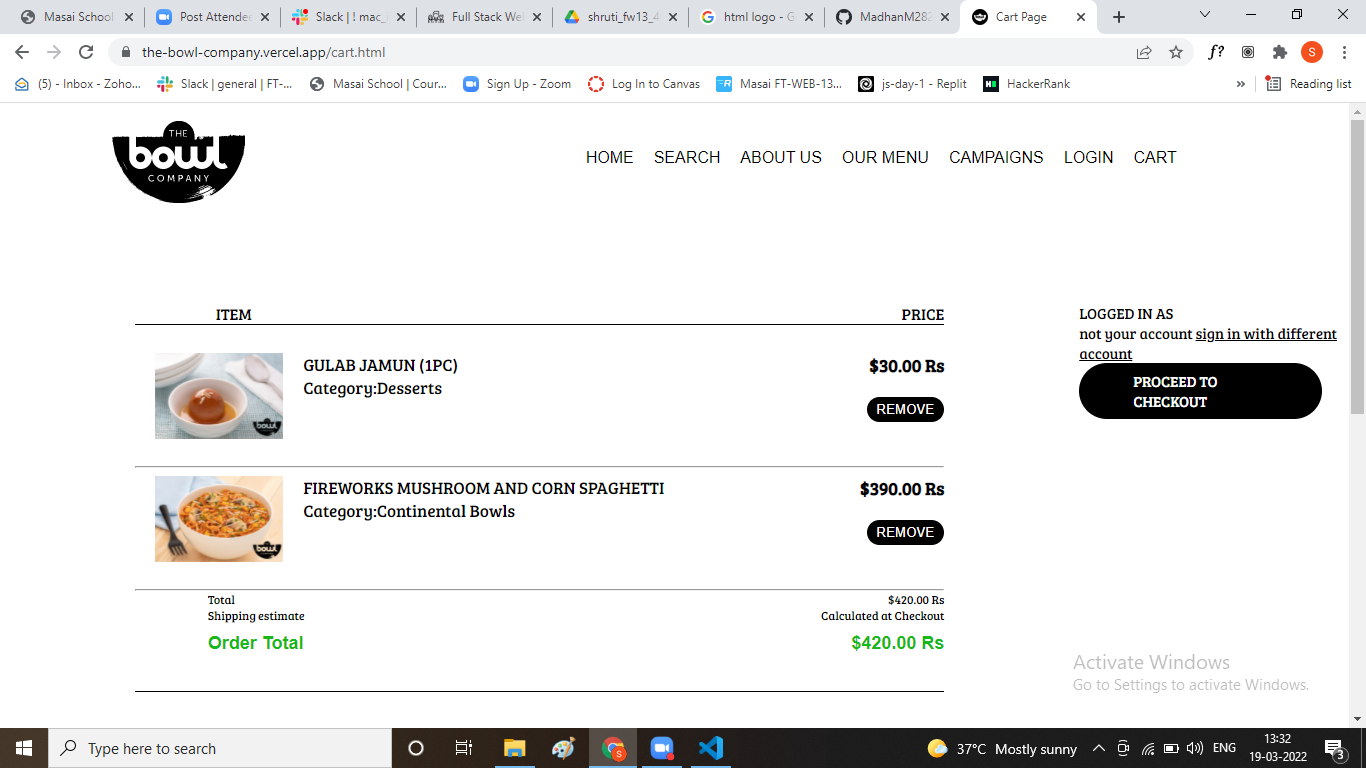 Masai School
Post Attende
Slack | ! mac_
Full Stack We
shruti_fw13_4
html logo - G
MadhanM282
Cart Page
the-bowl-company.vercel.app/cart.html
f?
S
(5) - Inbox - Zoho...
Slack | general | FT-...
Masai School | Cour...
Sign Up - Zoom
Log In to Canvas
Masai FT-WEB-13...
js-day-1 - Replit
HackerRank
»
Reading list
THE
bowl
COMPANY
HOME SEARCH ABOUT US OUR MENU CAMPAIGNS LOGIN CART
ITEM PRICE
GULAB JAMUN (1PC) $30.00 Rs
Category:Desserts
REMOVE
bowl
FIREWORKS MUSHROOM AND CORN SPAGHETTI $390.00 Rs
Category:Continental Bowls
REMOVE
bowl
Total $420.00 Rs
Shipping estimate Calculated at Checkout
Order Total $420.00 Rs
LOGGED IN AS
not your account sign in with different
account
PROCEED TO
CHECKOUT
Activate Windows
Go to Settings to activate Windows.
Type here to search
S
37°C Mostly sunny
ENG
13:32
19-03-2022
3